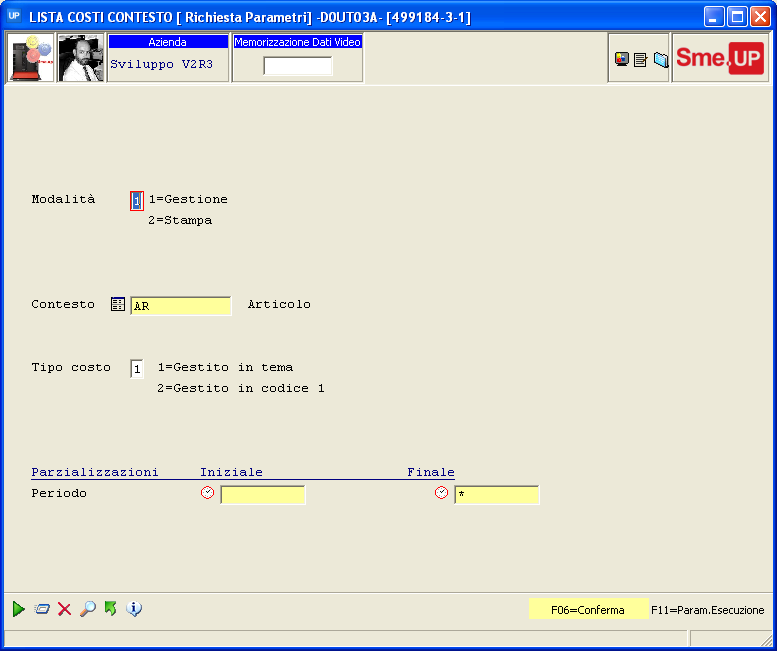 UP LISTA COSTI CONTESTO [ Richiesta Parametri] -D0UT03A- [499184-3-1]
Azienda
Sviluppo V2R3
Memorizzazione Dati Video
Sme.UP
Modalità 1 1=Gestione
2=Stampa
Contesto AR Articolo
Tipo costo 1 1=Gestito in tema
2=Gestito in codice 1
Parzializzazioni Iniziale Finale
Periodo *
F06=Conferma F11=Param.Esecuzione